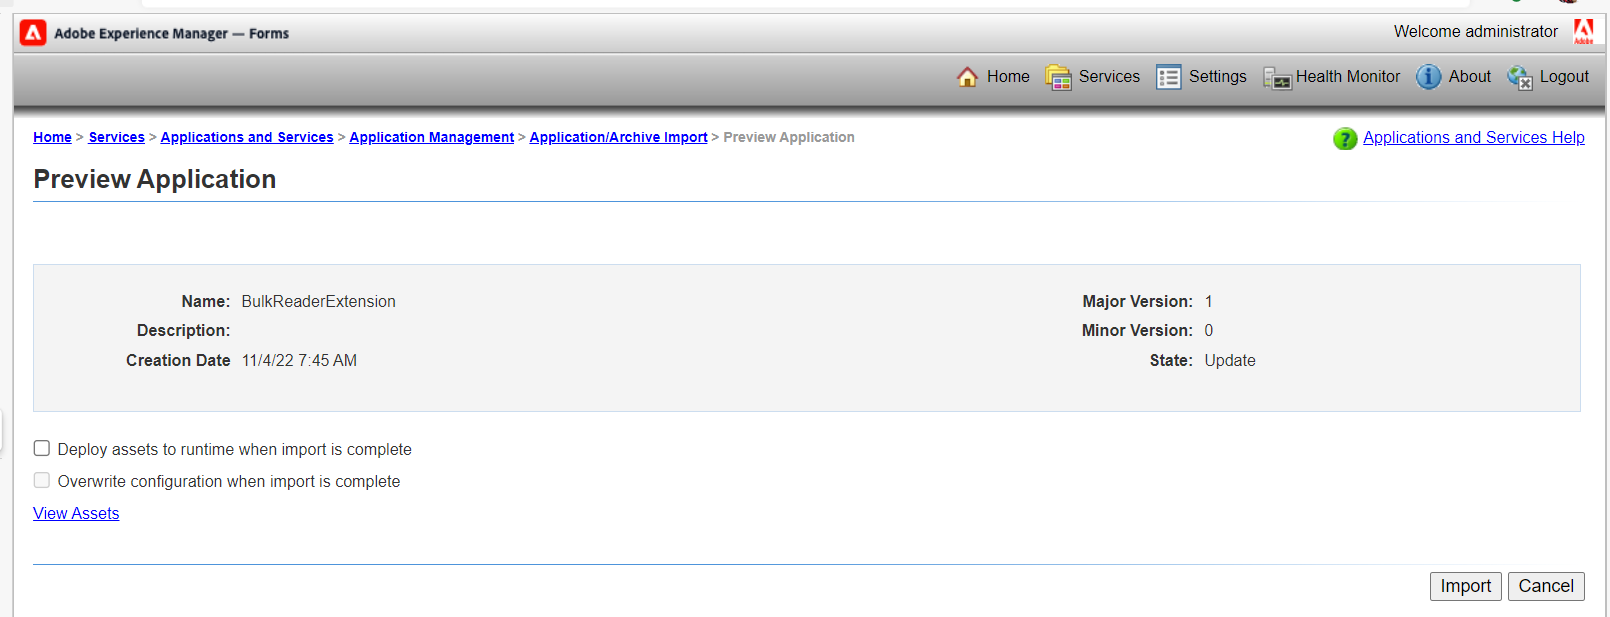 Adobe Experience Manager — Forms
Welcome administrator
Adobe
Home Services Settings Health Monitor About Logout
Home > Services > Applications and Services > Application Management > Application/Archive Import > Preview Application
? Applications and Services Help
Preview Application
Name: BulkReaderExtension
Major Version: 1
Description:
Minor Version: 0
Creation Date 11/4/22 7:45 AM
State: Update
Deploy assets to runtime when import is complete
Overwrite configuration when import is complete
View Assets
Import Cancel